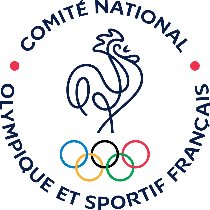 COMITÉ NATIONAL
OLYMPIQUE ET SPORTIF FRANÇAIS